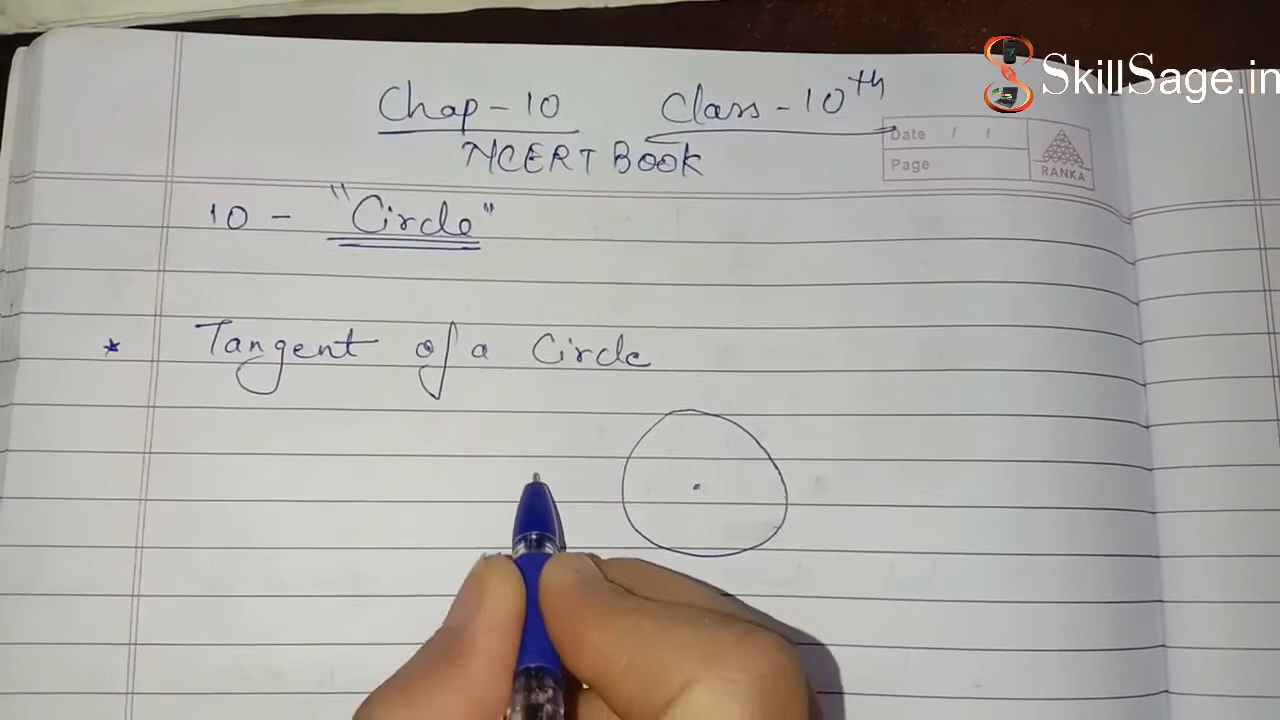 SkillSage.in
Chap-10 Class-10th
Date / /
NCERT Book
Page
RANKA
10 - "Circle"
* Tangent of a Circle